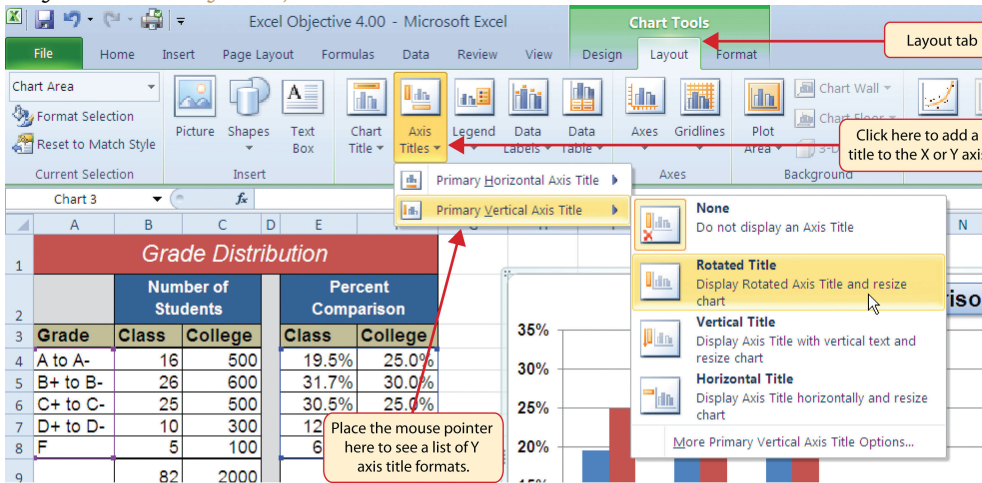 Excel Objective 4.00 - Microsoft Excel
Chart Tools
Layout tab
File Home Insert Page Layout Formulas Data Review View Design Layout Format
Chart Area
Format Selection
Reset to Match Style
Current Selection
Picture Shapes Text Box
Insert
Chart Title Axis Titles Legend Data Labels Data Table
Axes Gridlines
Axes
Plot Area
Chart Wall
Chart Floor
Background
Click here to add a
title to the X or Y axis
Primary Horizontal Axis Title
Primary Vertical Axis Title
Chart 3 fx
None
Do not display an Axis Title
Rotated Title
Display Rotated Axis Title and resize
chart
Vertical Title
Display Axis Title with vertical text and
resize chart
Horizontal Title
Display Axis Title horizontally and resize
chart
More Primary Vertical Axis Title Options...
A B C D E N
1 Grade Distribution
2 Number of Students Percent Comparison
3 Grade Class College Class College
4 A to A- 16 500 19.5% 25.0%
5 B+ to B- 26 600 31.7% 30.0%
6 C+ to C- 25 500 30.5% 25.0%
7 D+ to D- 10 300
8 F 5 100
9 82 2000
Place the mouse pointer
here to see a list of Y
axis title formats.
35%
30%
25%
20%